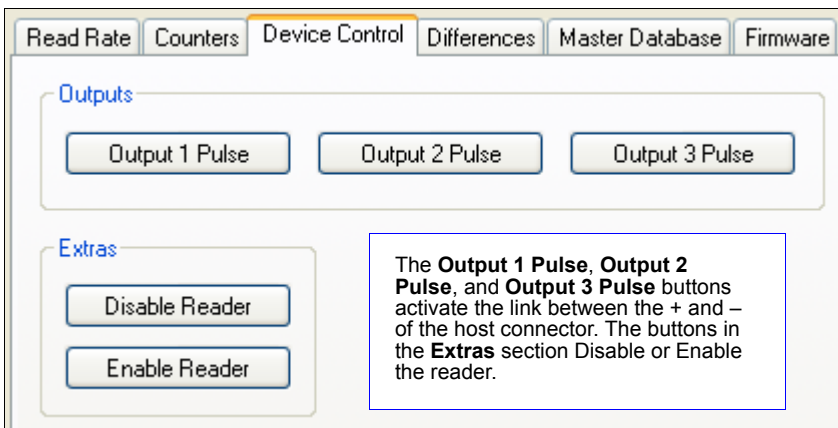 Read Rate Counters Device Control Differences Master Database Firmware
Outputs
Output 1 Pulse Output 2 Pulse Output 3 Pulse
Extras
Disable Reader
Enable Reader
The Output 1 Pulse, Output 2
Pulse, and Output 3 Pulse buttons
activate the link between the + and –
of the host connector. The buttons in
the Extras section Disable or Enable
the reader.